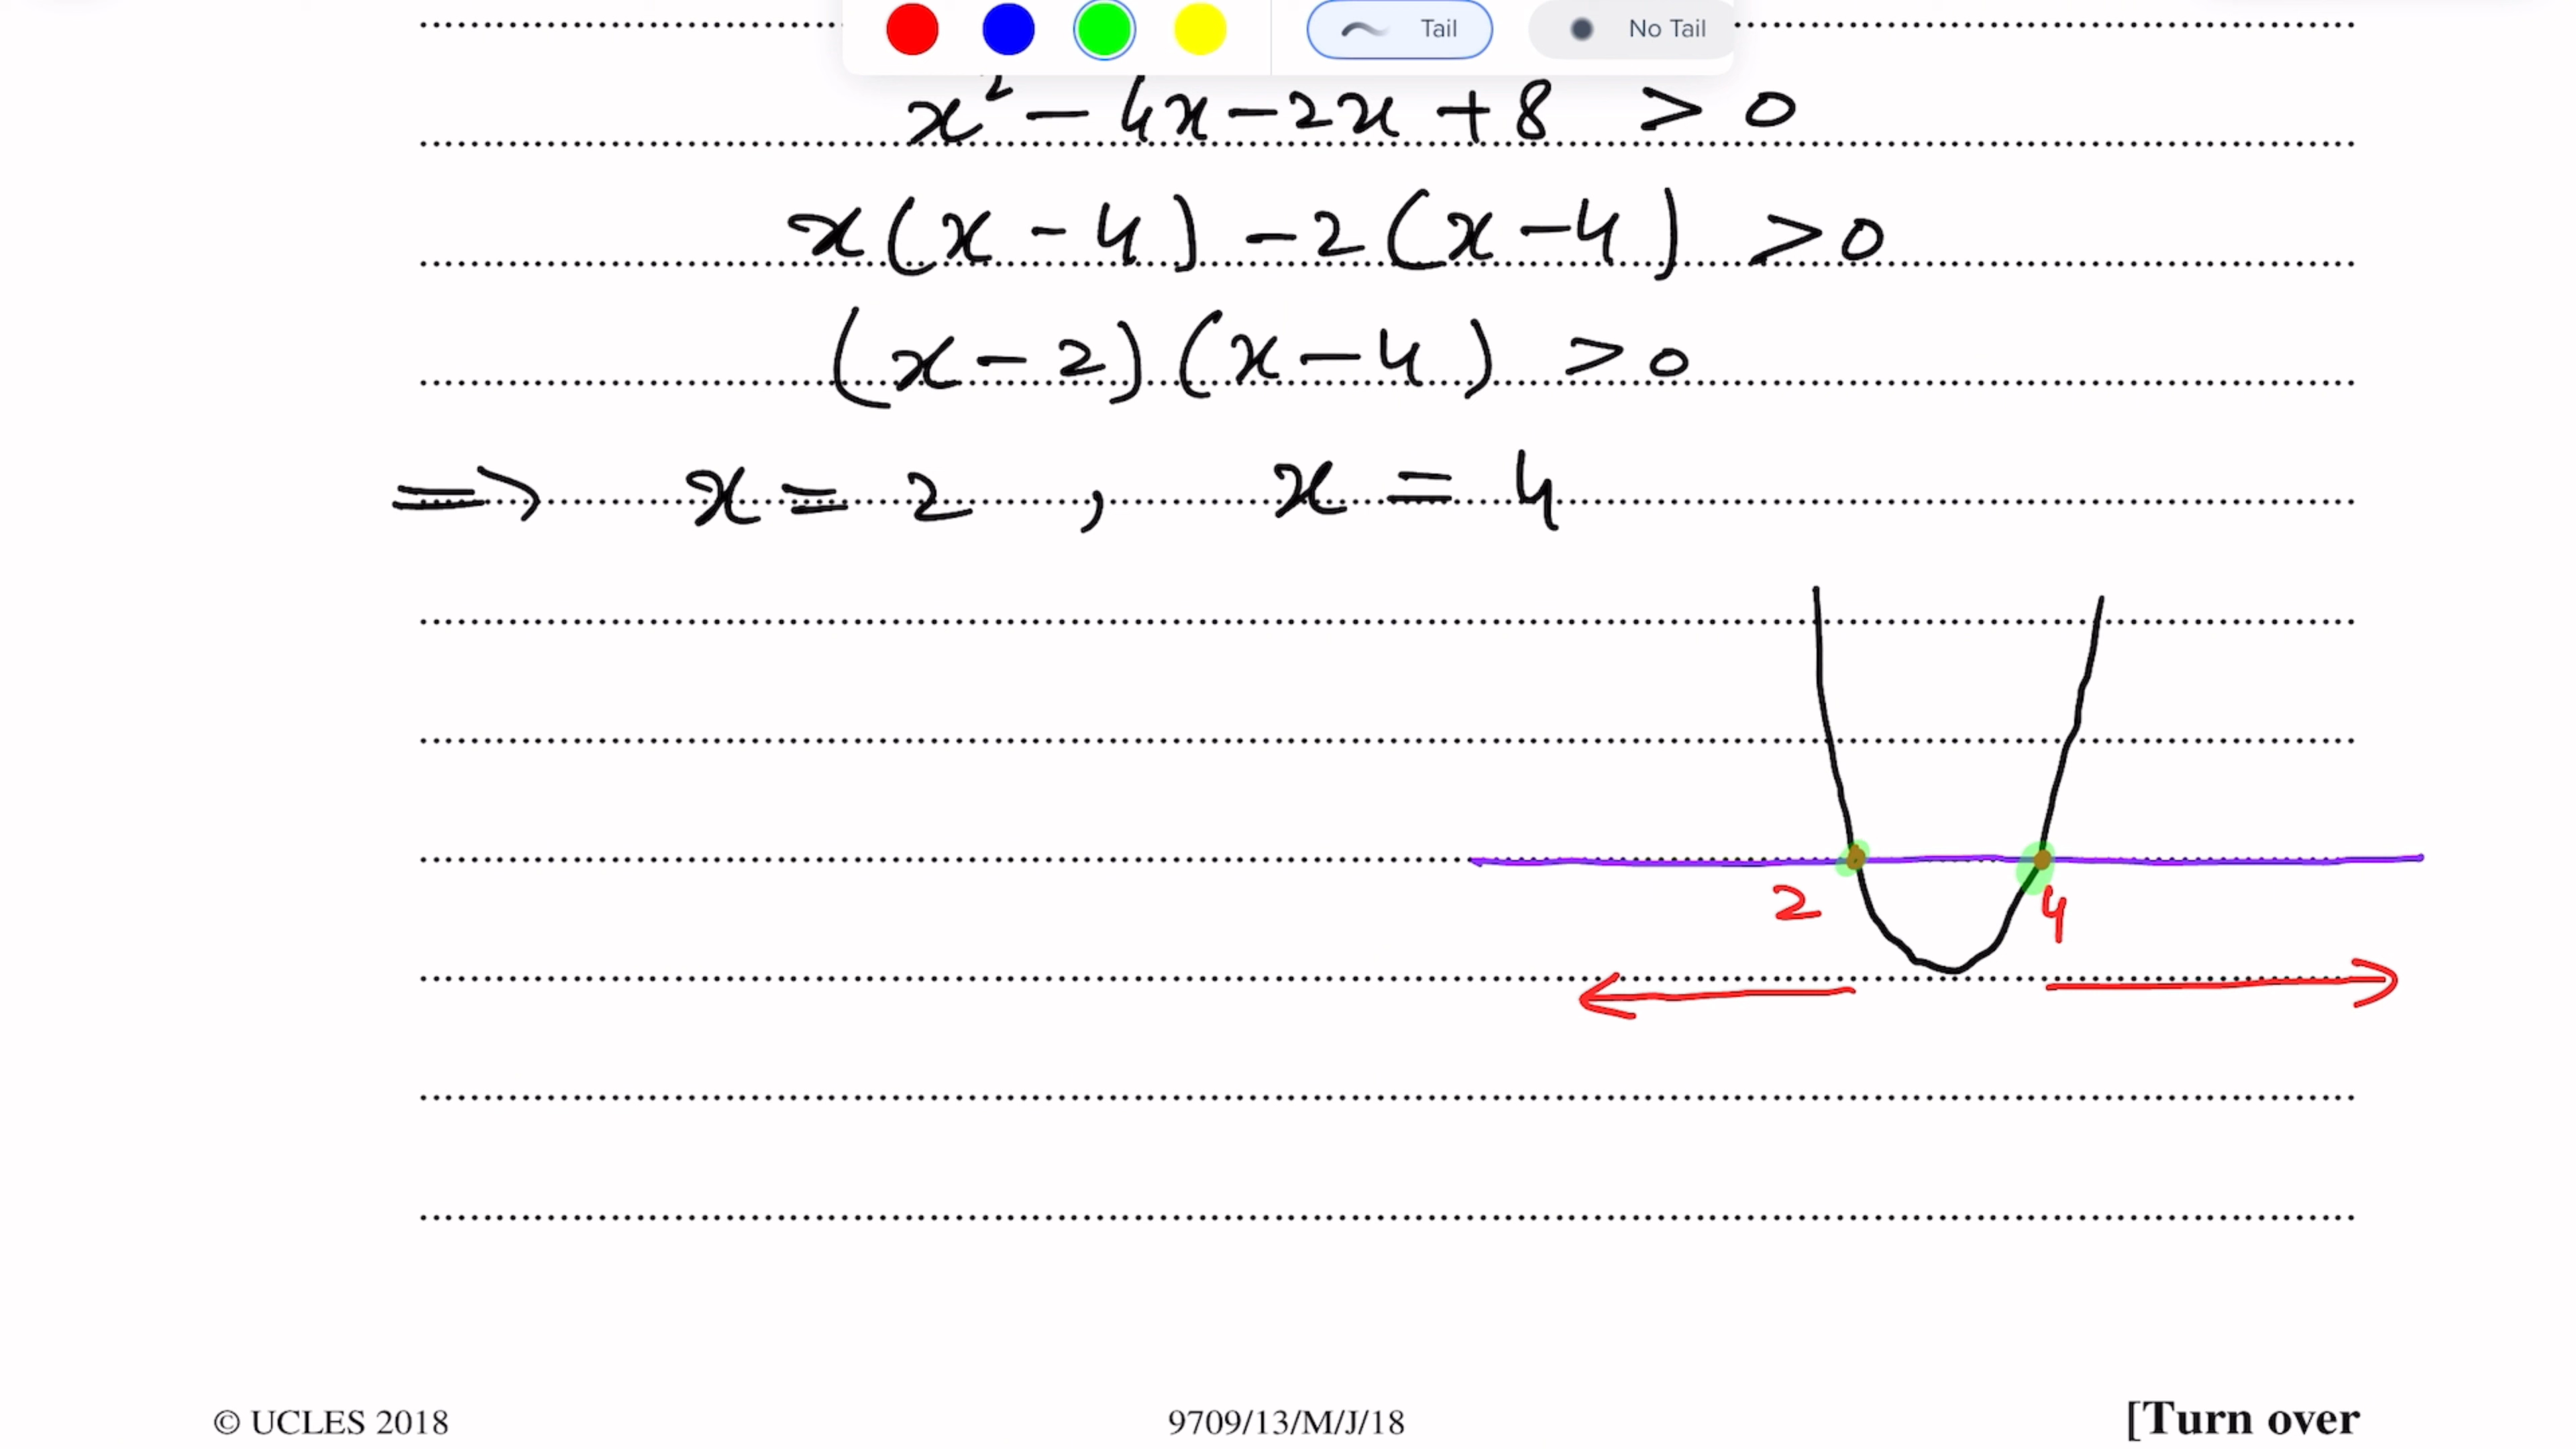 Tail No Tail
x² - 4x - 2x + 8 > 0
x(x - 4) - 2(x - 4) > 0
(x - 2)(x - 4) > 0
⇒ x = 2 , x = 4
2 4
© UCLES 2018 9709/13/M/J/18 [Turn over